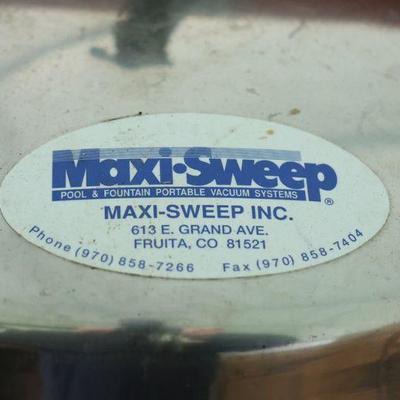 Maxi·Sweep®
POOL & FOUNTAIN PORTABLE VACUUM SYSTEMS
MAXI-SWEEP INC.
613 E. GRAND AVE.
FRUITA, CO 81521
Phone (970) 858-7266 Fax (970) 858-7404